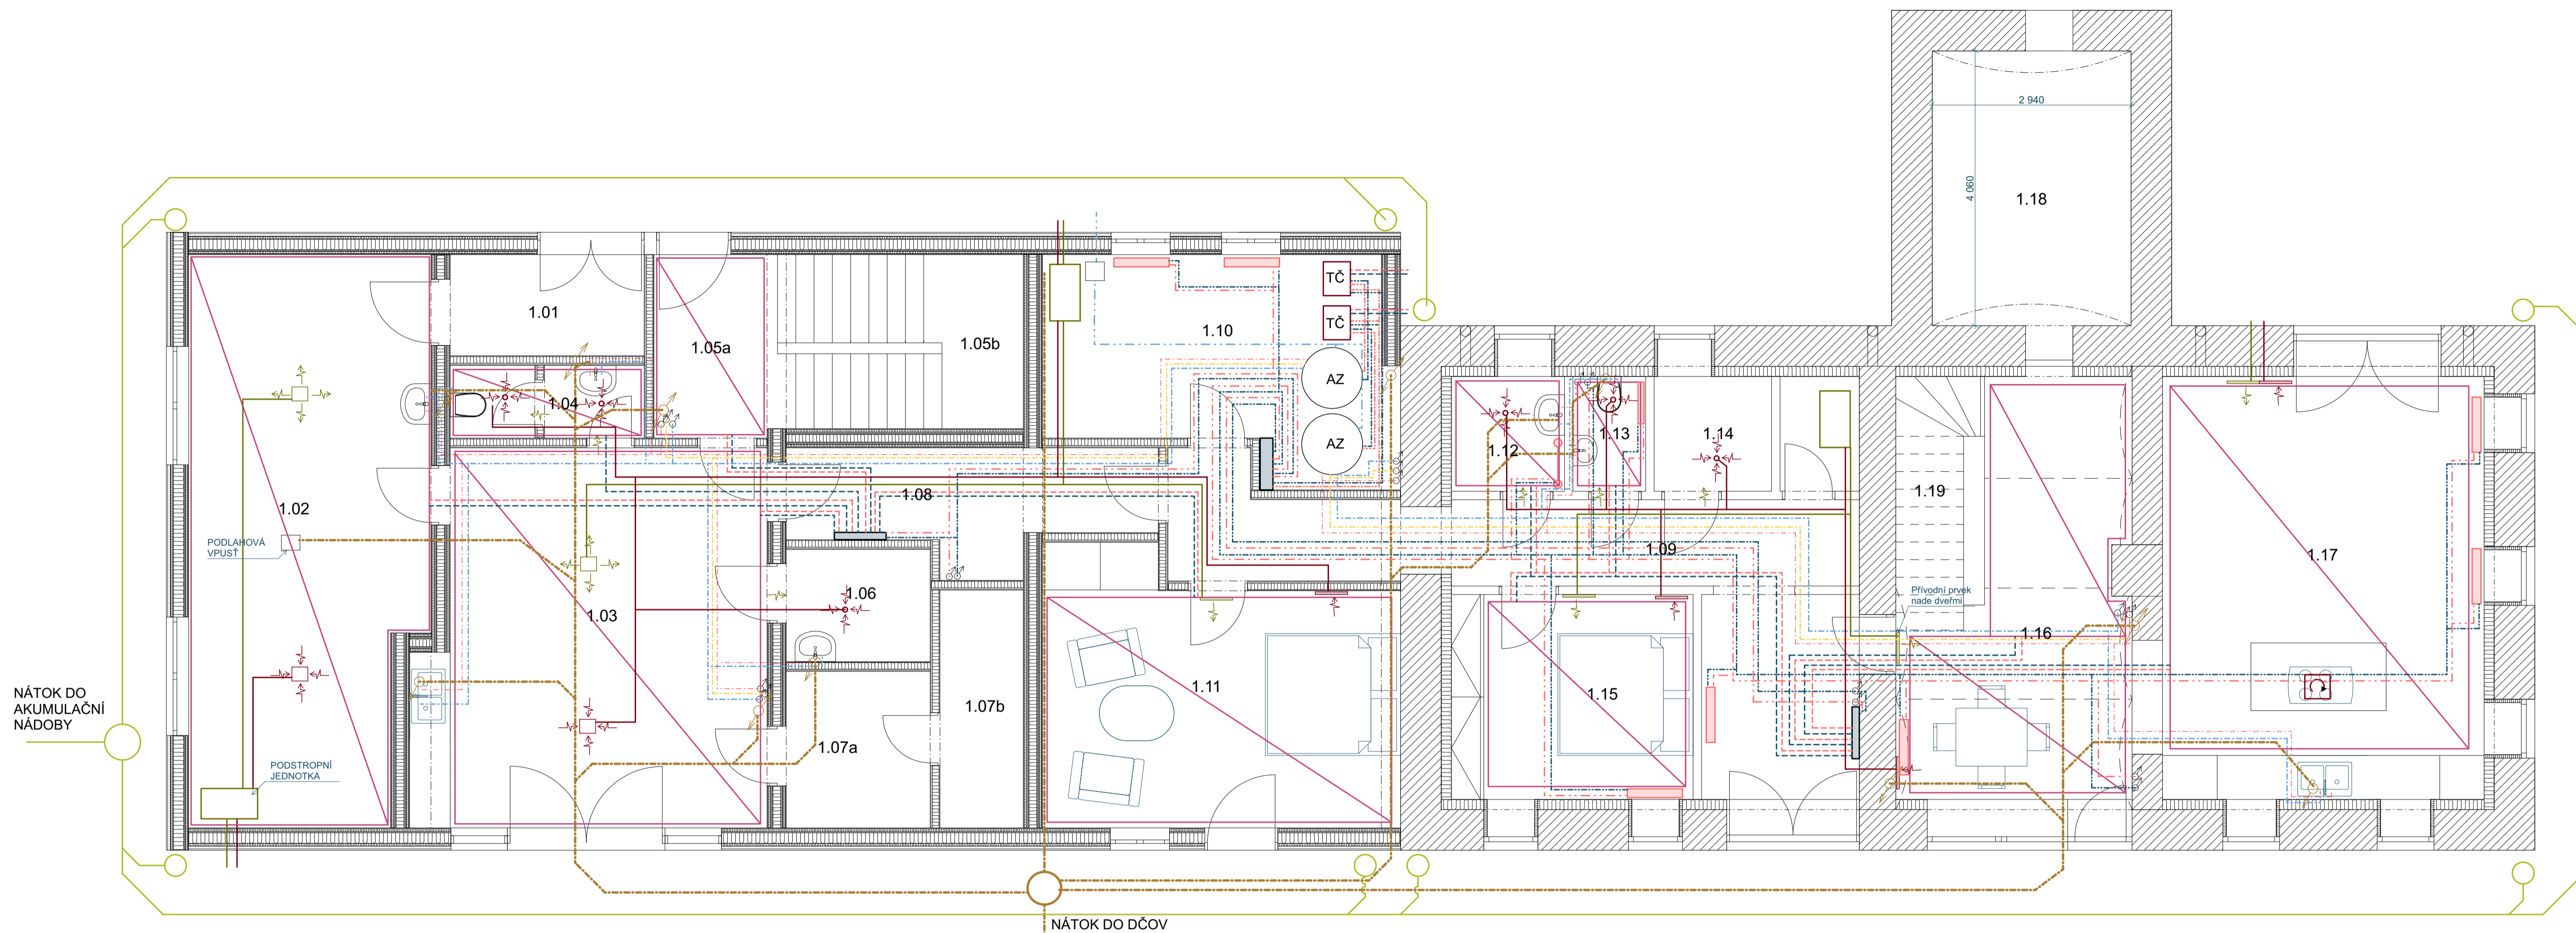 2 940
4 060
1.18
1.01
1.05a
1.05b
1.10
TČ
TČ
AZ
AZ
1.04
1.12
1.13
1.14
1.02
1.08
1.19
PODLAHOVÁ
VPUSŤ
1.09
1.17
1.03
1.06
Přívodní prvek
nade dveřmi
1.16
NÁTOK DO
AKUMULAČNÍ
NÁDOBY
1.07b
1.11
1.15
1.07a
PODSTROPNÍ
JEDNOTKA
NÁTOK DO DČOV